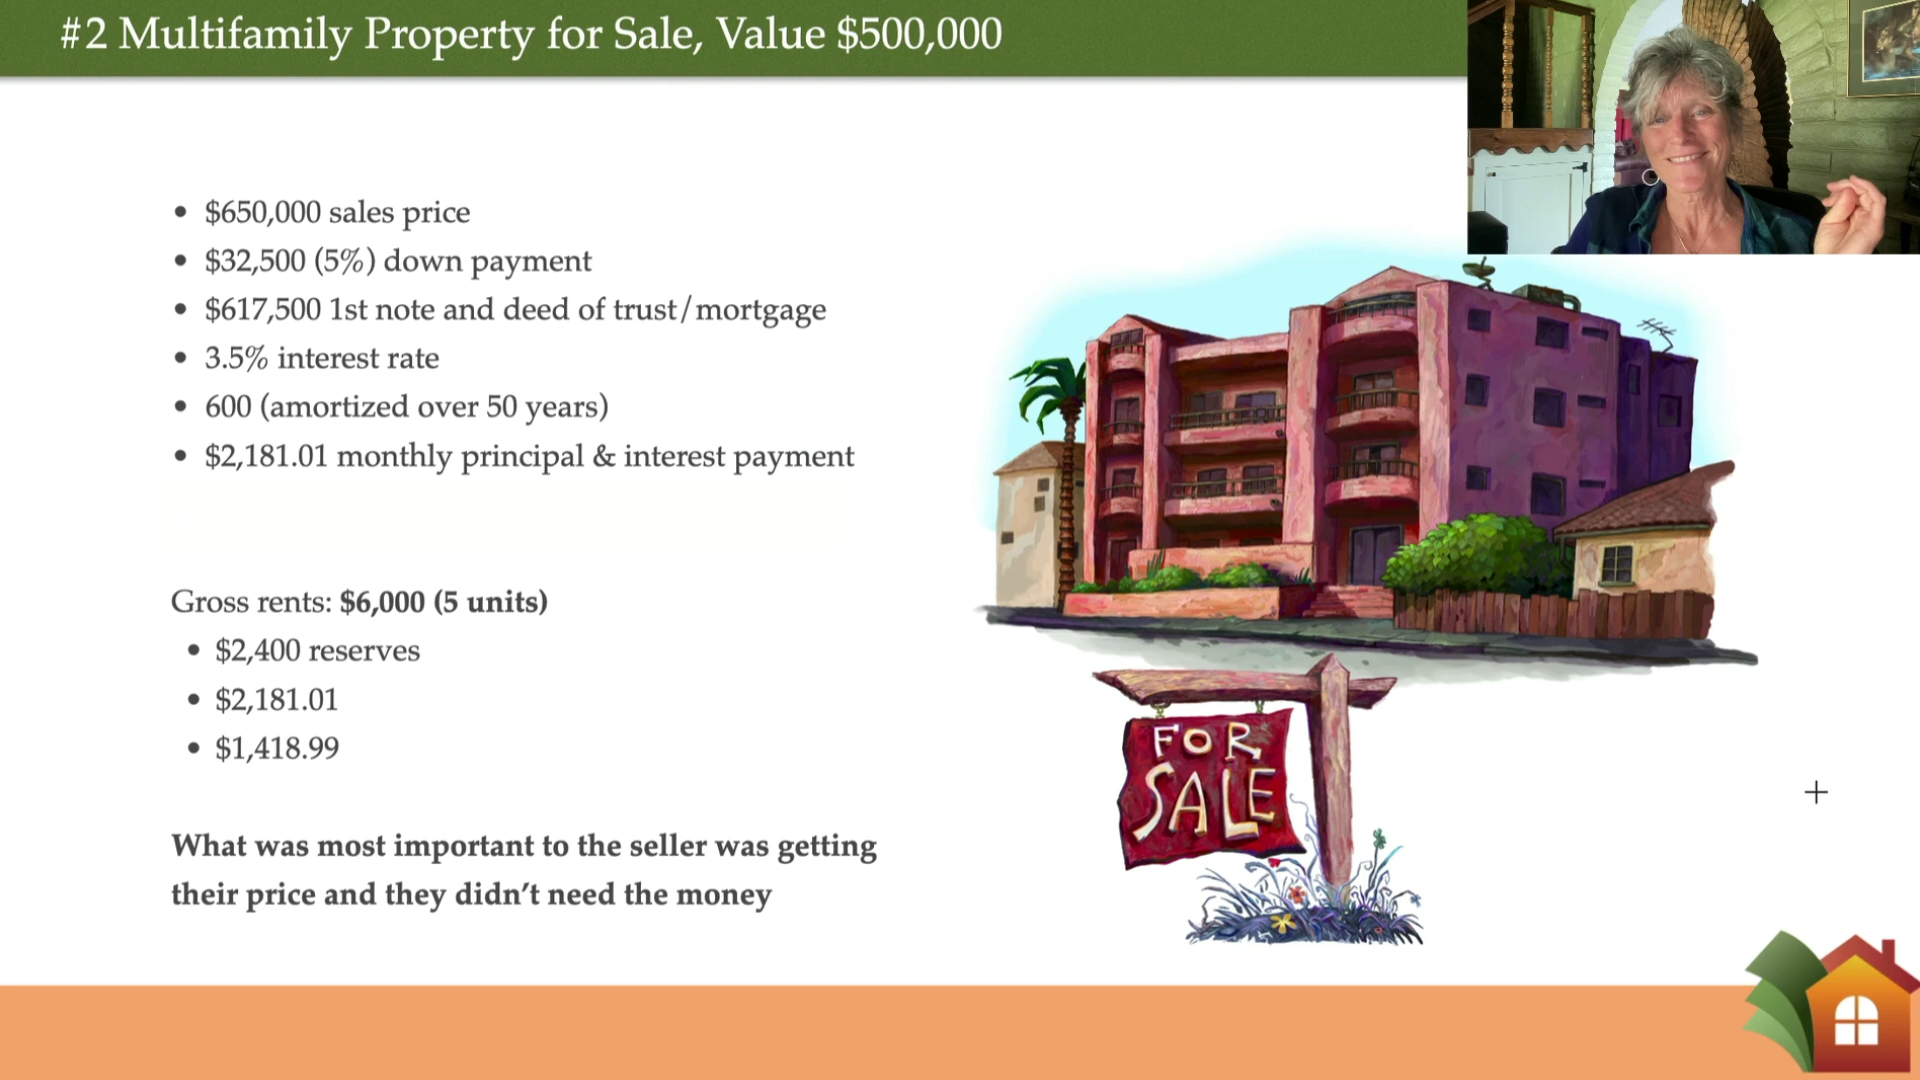 #2 Multifamily Property for Sale, Value $500,000
• $650,000 sales price
• $32,500 (5%) down payment
• $617,500 1st note and deed of trust/mortgage
• 3.5% interest rate
• 600 (amortized over 50 years)
• $2,181.01 monthly principal & interest payment
Gross rents: $6,000 (5 units)
• $2,400 reserves
• $2,181.01
• $1,418.99
What was most important to the seller was getting
their price and they didn’t need the money
FOR
SALE